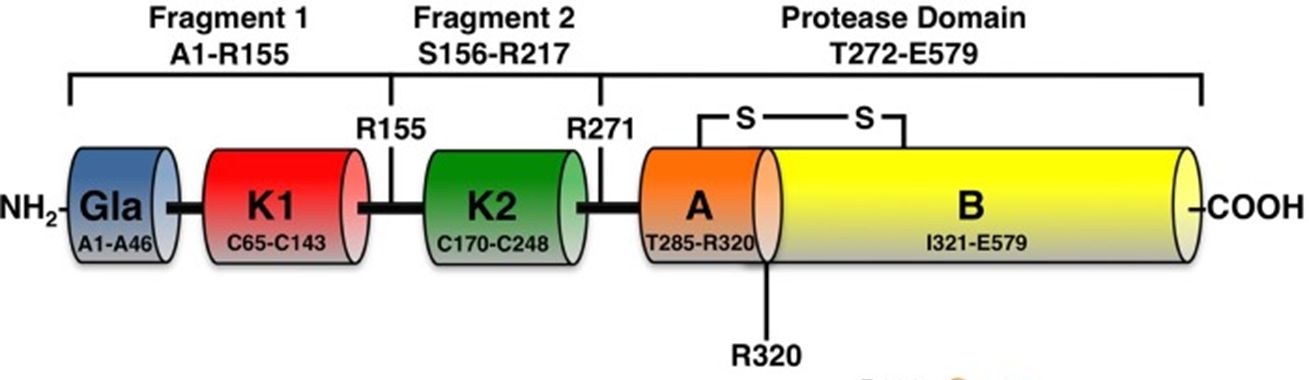 Fragment 1
A1-R155
Fragment 2
S156-R217
Protease Domain
T272-E579
R155
R271
S
S
NH2
Gla
A1-A46
K1
C65-C143
K2
C170-C248
A
T285-R320
B
I321-E579
COOH
R320